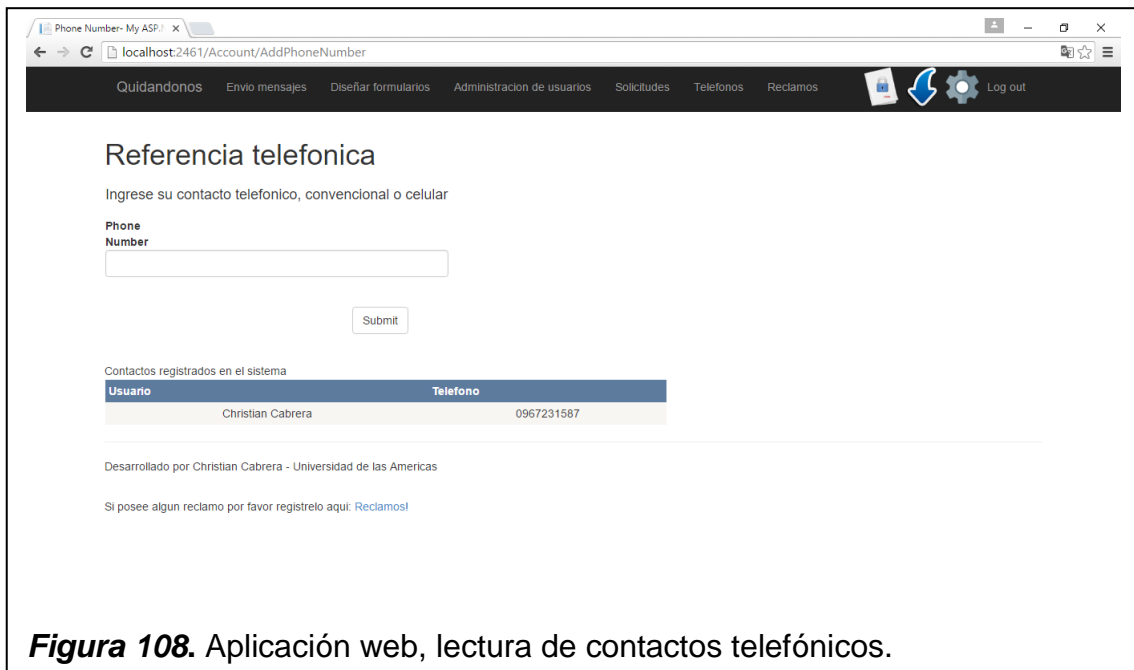 Phone Number- My ASP.N
localhost:2461/Account/AddPhoneNumber
Quidandonos Envio mensajes Diseñar formularios Administracion de usuarios Solicitudes Telefonos Reclamos Log out
Referencia telefonica
Ingrese su contacto telefonico, convencional o celular
Phone
Number
Submit
Contactos registrados en el sistema
Usuario Telefono
Christian Cabrera 0967231587
Desarrollado por Christian Cabrera - Universidad de las Americas
Si posee algun reclamo por favor registrelo aqui: Reclamos!
Figura 108. Aplicación web, lectura de contactos telefónicos.